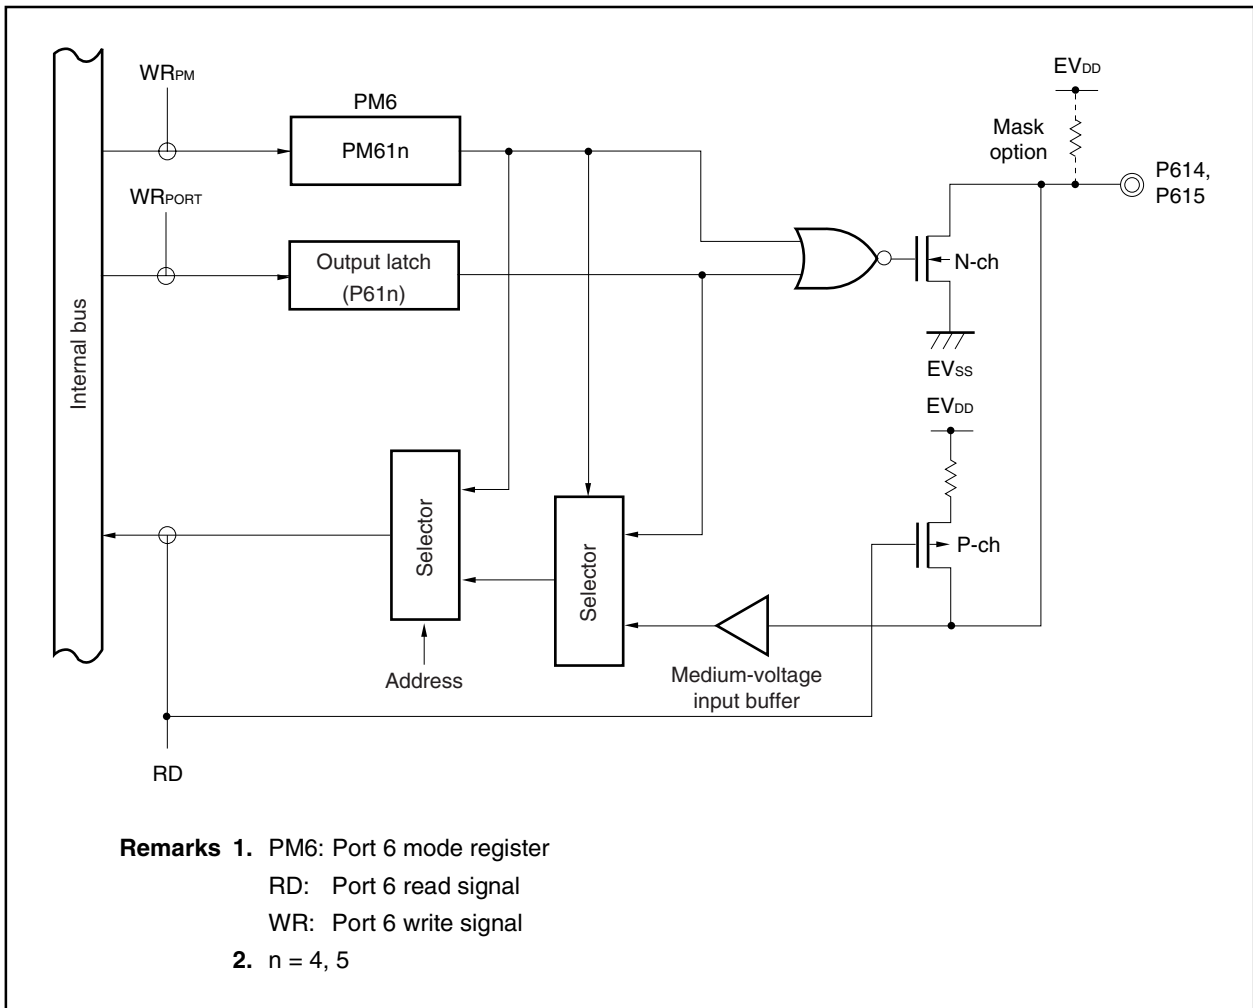 WRPM
PM6
PM61n
WRPORT
Output latch
(P61n)
Internal bus
EVDD
Mask
option
P614,
P615
N-ch
EVSS
EVDD
P-ch
Selector
Selector
Address
Medium-voltage
input buffer
RD
Remarks 1. PM6: Port 6 mode register
RD: Port 6 read signal
WR: Port 6 write signal
2. n = 4, 5